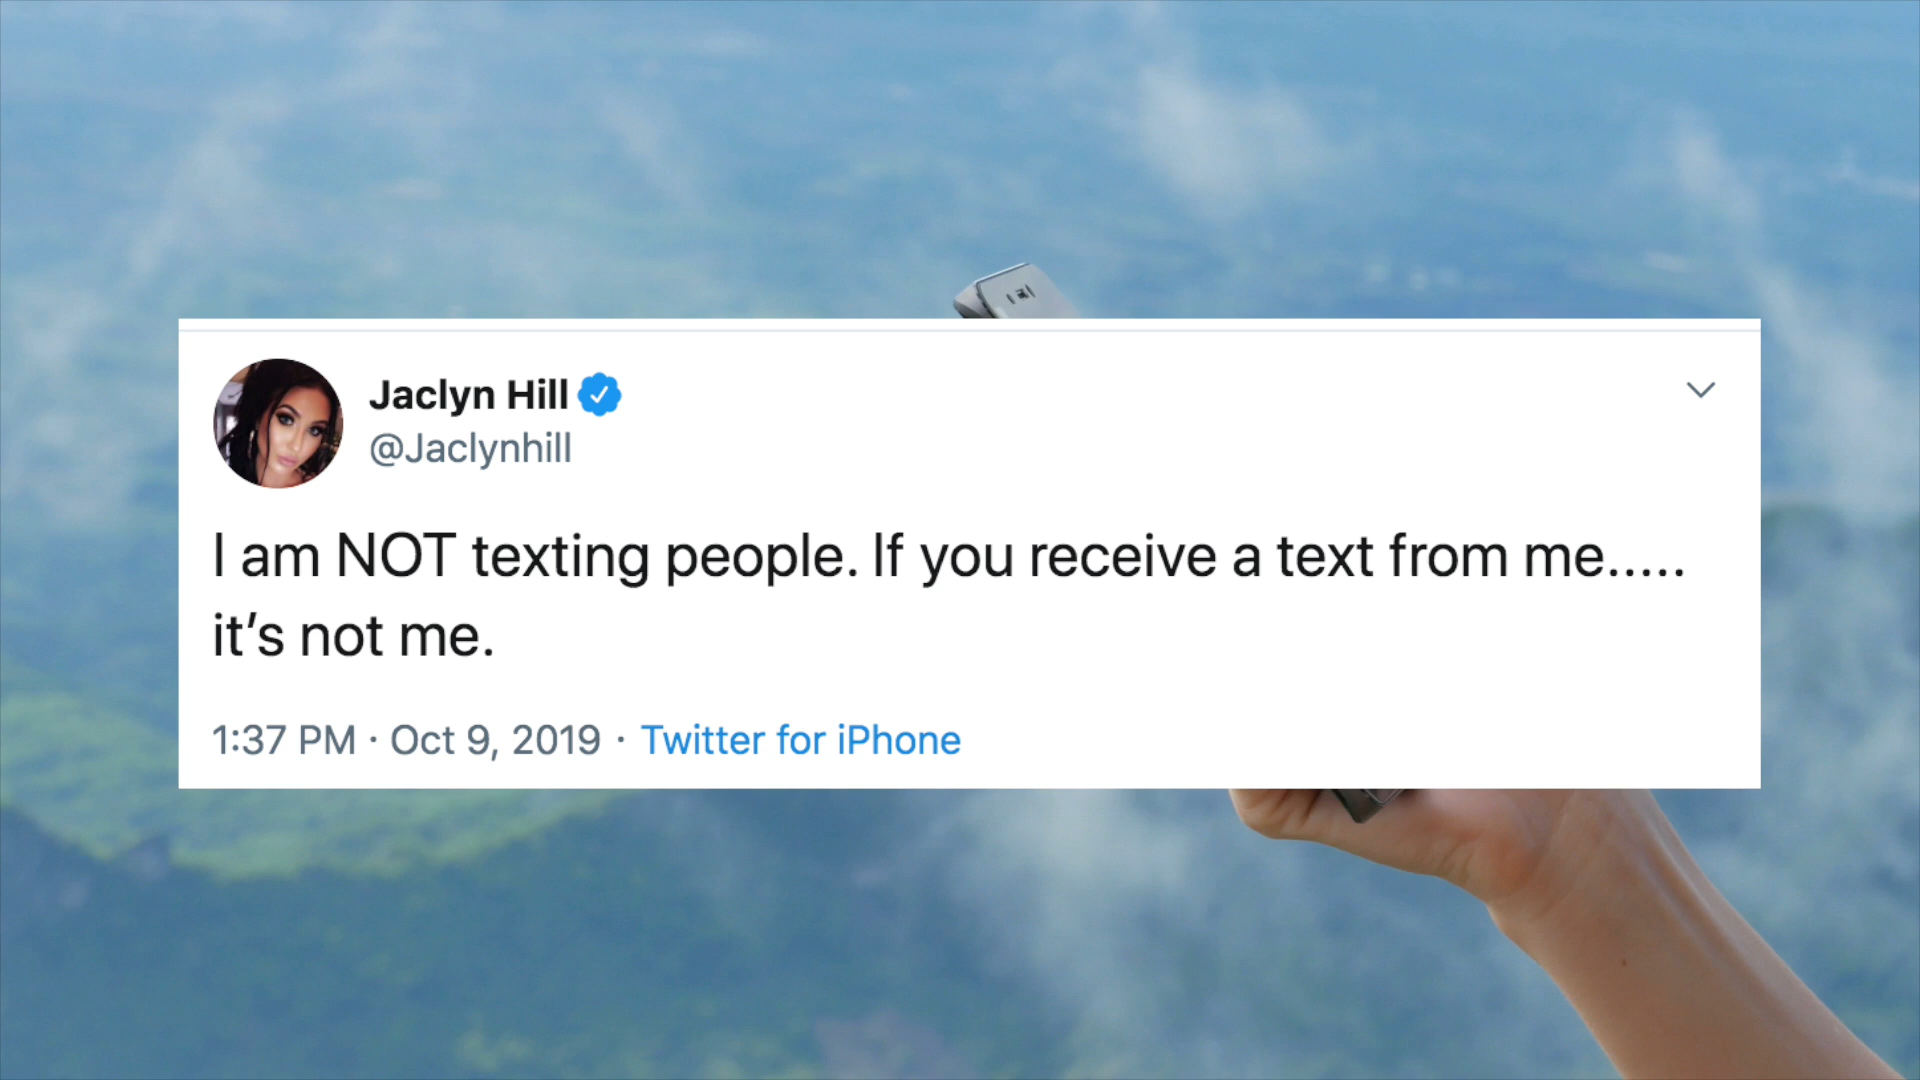 Jaclyn Hill
@Jaclynhill
I am NOT texting people. If you receive a text from me.....
it’s not me.
1:37 PM · Oct 9, 2019 · Twitter for iPhone